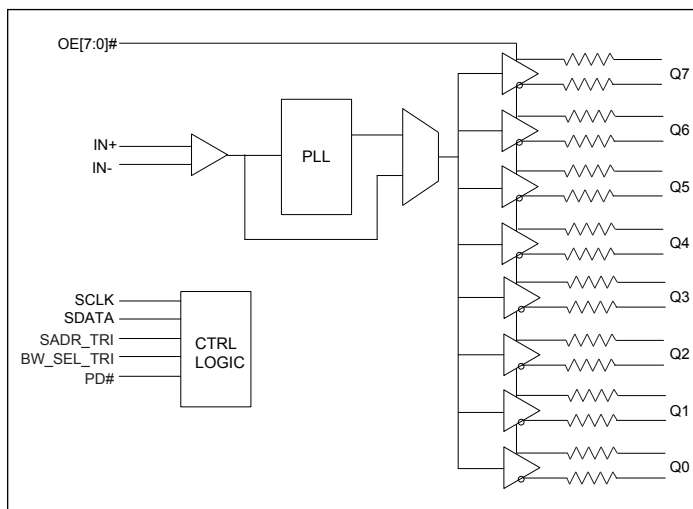 OE[7:0]#
Q7
Q6
IN+
IN-
PLL
Q5
Q4
SCLK
SDATA
SADR_TRI
BW_SEL_TRI
PD#
CTRL
LOGIC
Q3
Q2
Q1
Q0